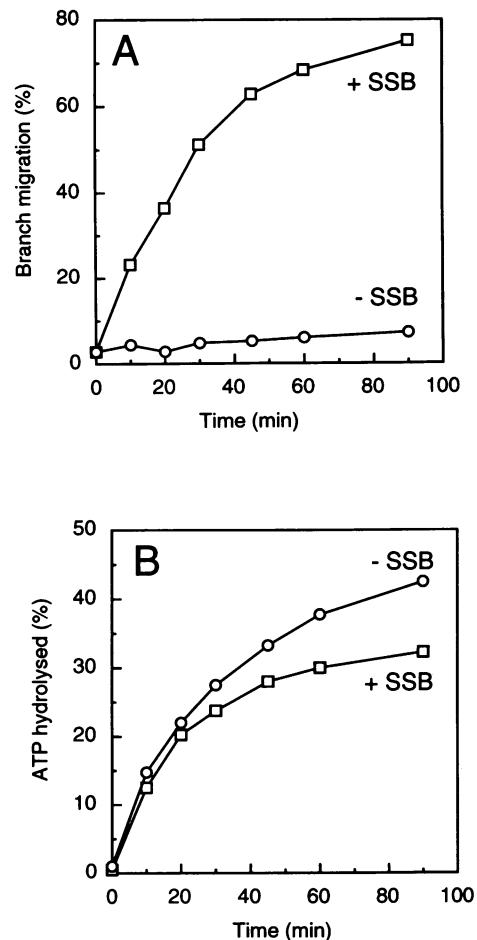 80
A
60
+ SSB
Branch migration (%)
40
20
- SSB
0
0 20 40 60 80 100
Time (min)
50
B
- SSB
40
30
+ SSB
ATP hydrolysed (%)
20
10
0
0 20 40 60 80 100
Time (min)